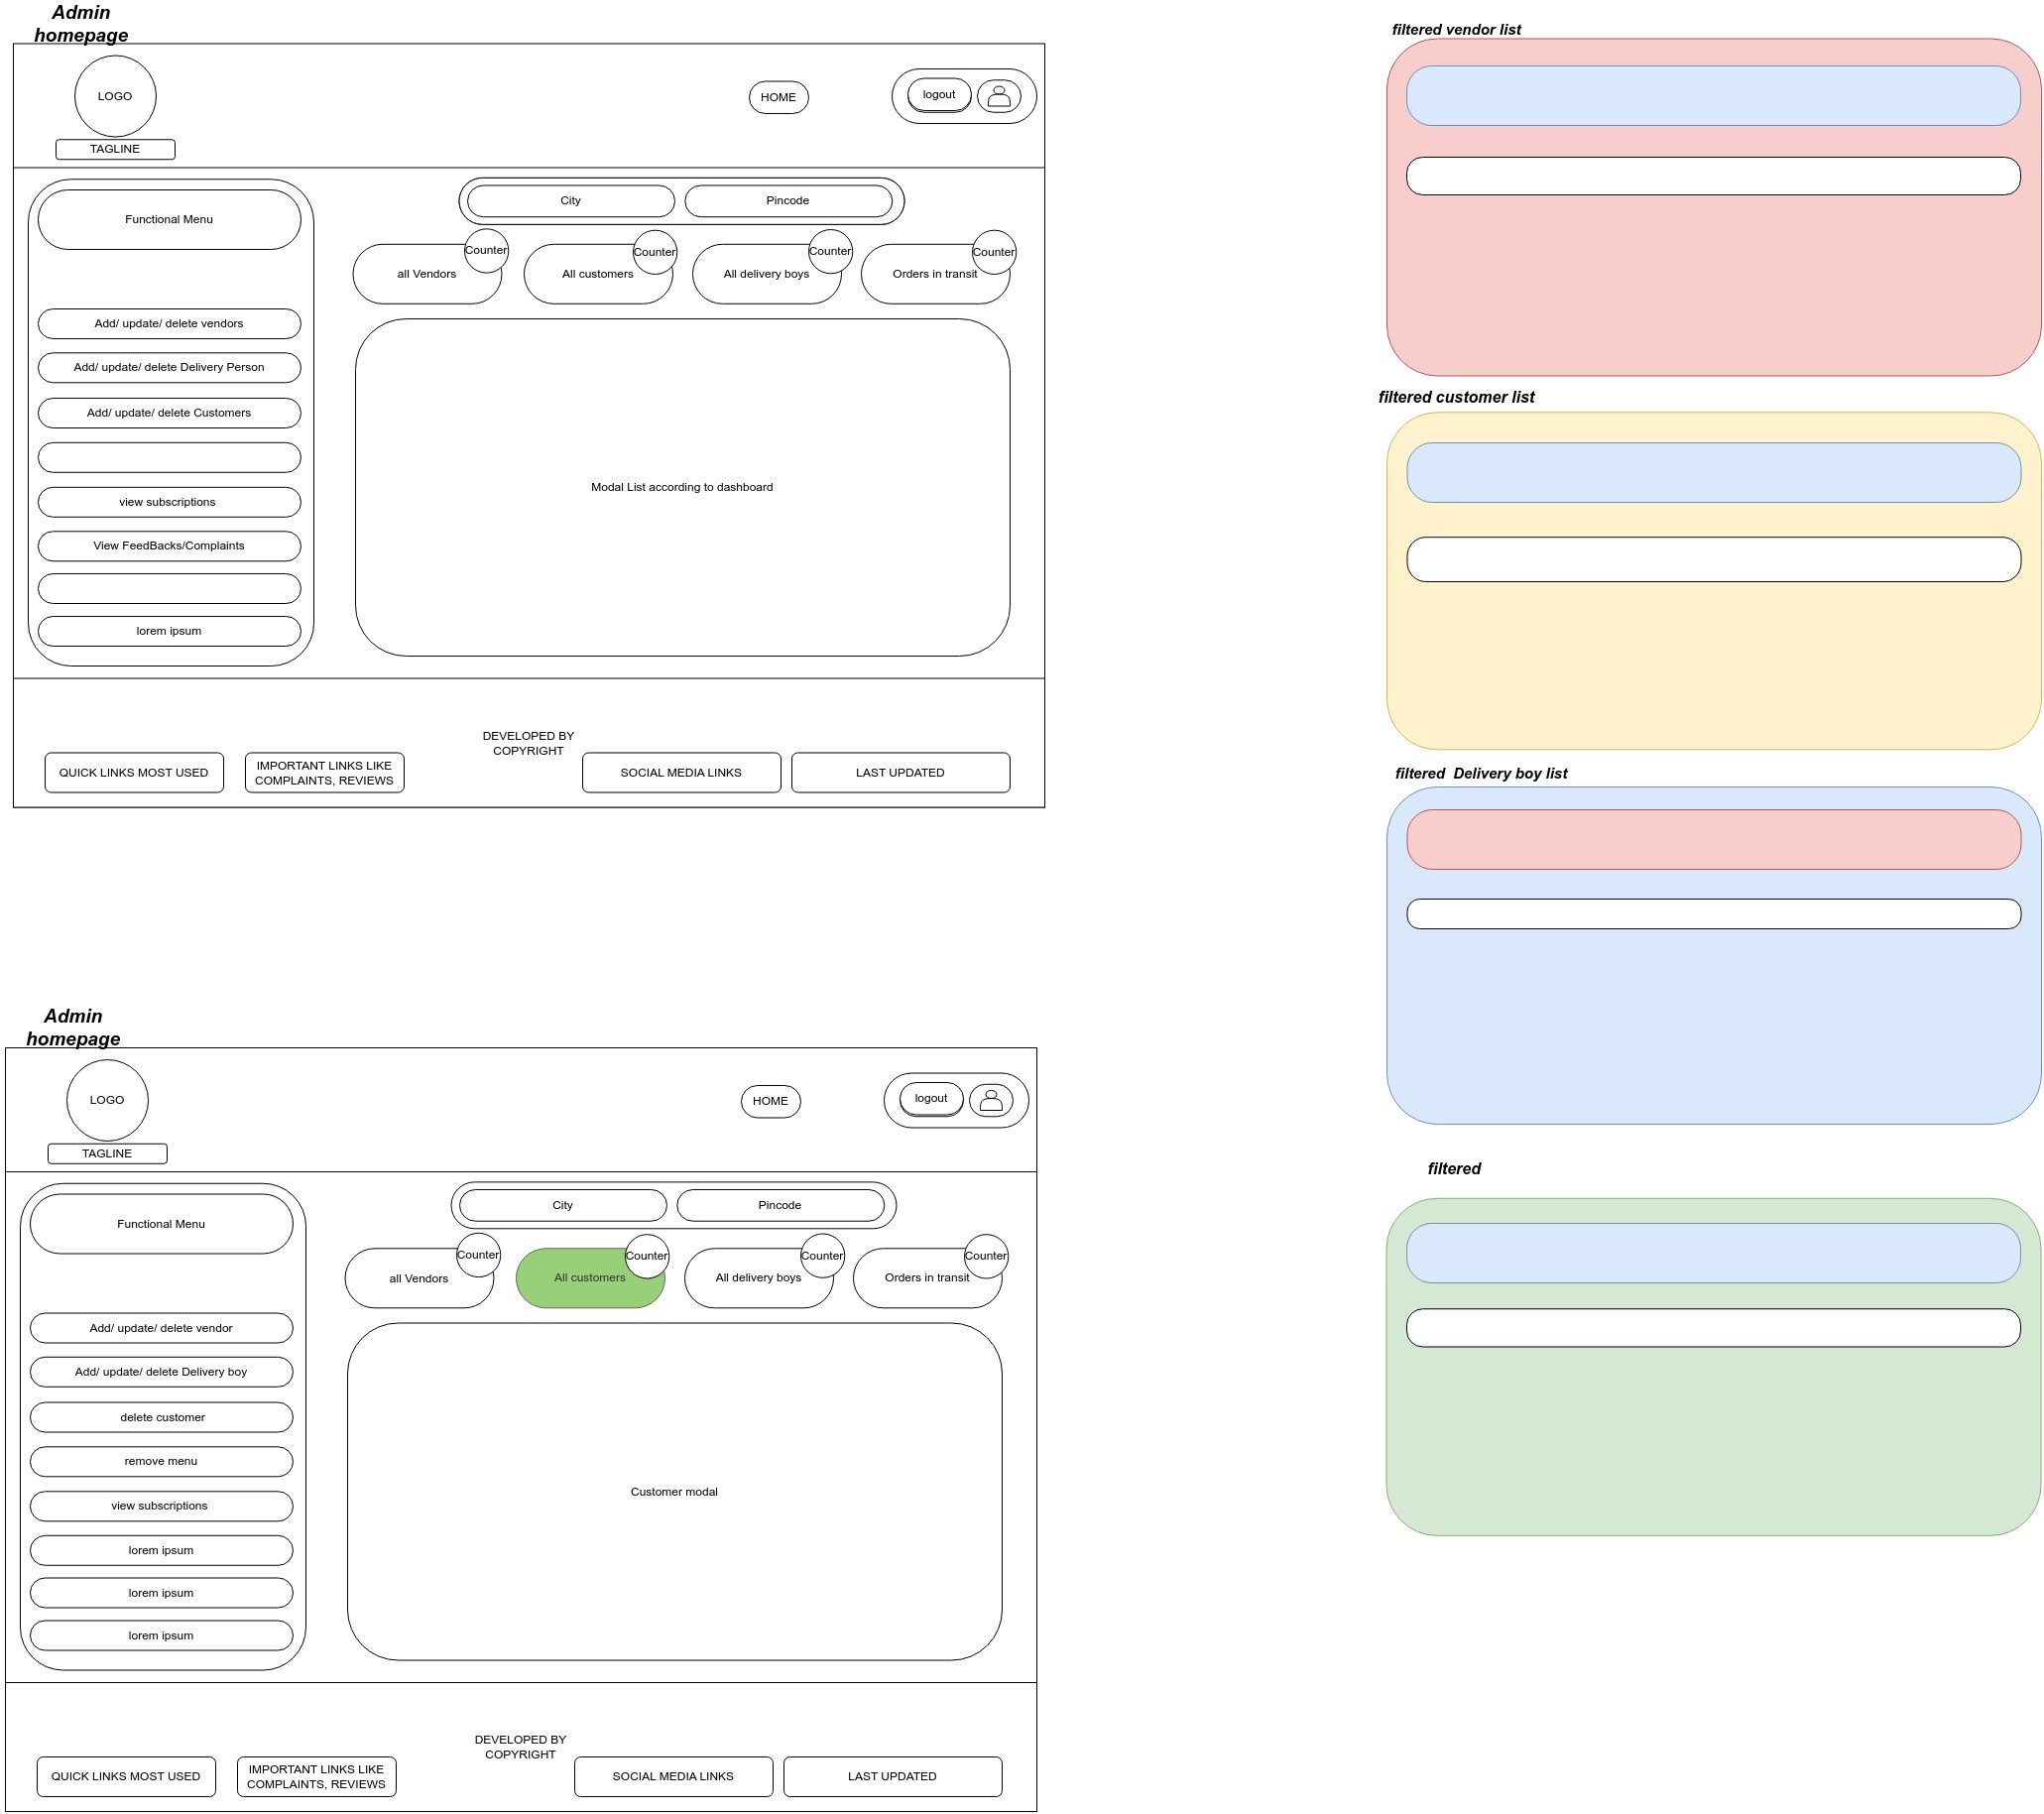 Admin
homepage
LOGO
TAGLINE
HOME
logout
Functional Menu
Add/ update/ delete vendors
Add/ update/ delete Delivery Person
Add/ update/ delete Customers
view subscriptions
View FeedBacks/Complaints
lorem ipsum
City
Pincode
all Vendors
Counter
All customers
Counter
All delivery boys
Counter
Orders in transit
Counter
Modal List according to dashboard
QUICK LINKS MOST USED
IMPORTANT LINKS LIKE
COMPLAINTS, REVIEWS
DEVELOPED BY
COPYRIGHT
SOCIAL MEDIA LINKS
LAST UPDATED
Admin
homepage
LOGO
TAGLINE
HOME
logout
Functional Menu
Add/ update/ delete vendor
Add/ update/ delete Delivery boy
delete customer
remove menu
view subscriptions
lorem ipsum
lorem ipsum
lorem ipsum
City
Pincode
all Vendors
Counter
All customers
Counter
All delivery boys
Counter
Orders in transit
Counter
Customer modal
QUICK LINKS MOST USED
IMPORTANT LINKS LIKE
COMPLAINTS, REVIEWS
DEVELOPED BY
COPYRIGHT
SOCIAL MEDIA LINKS
LAST UPDATED
filtered vendor list
filtered customer list
filtered  Delivery boy list
filtered